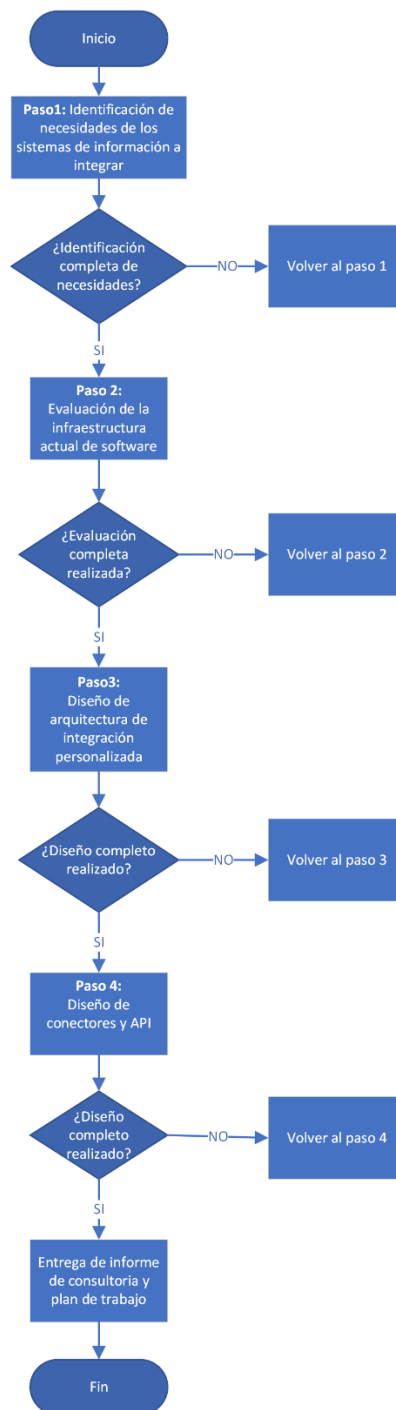 Inicio
Paso1: Identificación de
necesidades de los
sistemas de información a
integrar
¿Identificación
completa de
necesidades?
NO
Volver al paso 1
SI
Paso 2:
Evaluación de la
infraestructura
actual de software
¿Evaluación
completa
realizada?
NO
Volver al paso 2
SI
Paso3:
Diseño de
arquitectura de
integración
personalizada
¿Diseño completo
realizado?
NO
Volver al paso 3
SI
Paso 4:
Diseño de
conectores y API
¿Diseño
completo
realizado?
NO
Volver al paso 4
SI
Entrega de informe
de consultoria y
plan de trabajo
Fin